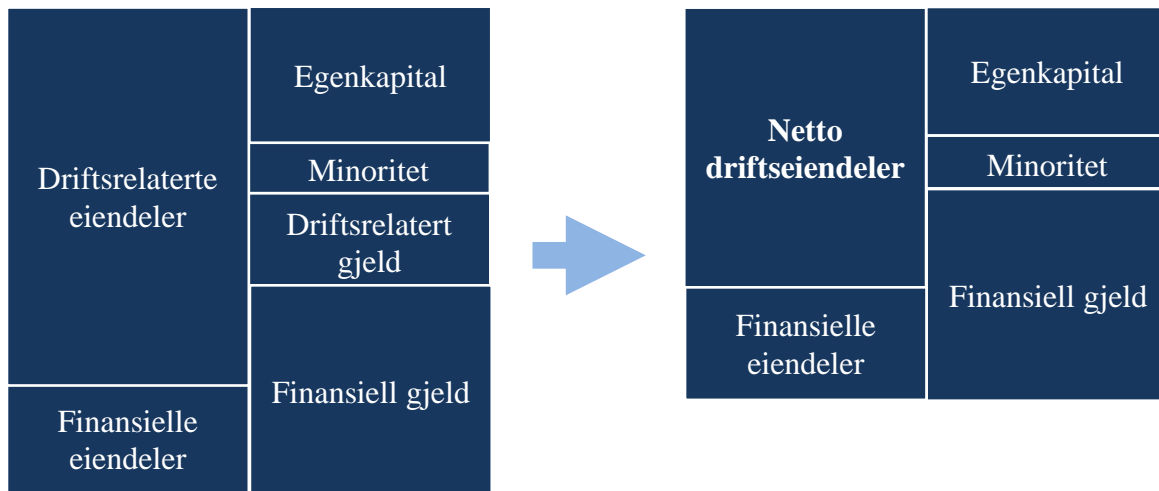 Driftsrelaterte
eiendeler
Finansielle
eiendeler
Egenkapital
Minoritet
Driftsrelatert
gjeld
Finansiell gjeld
Netto
driftseiendeler
Finansielle
eiendeler
Egenkapital
Minoritet
Finansiell gjeld